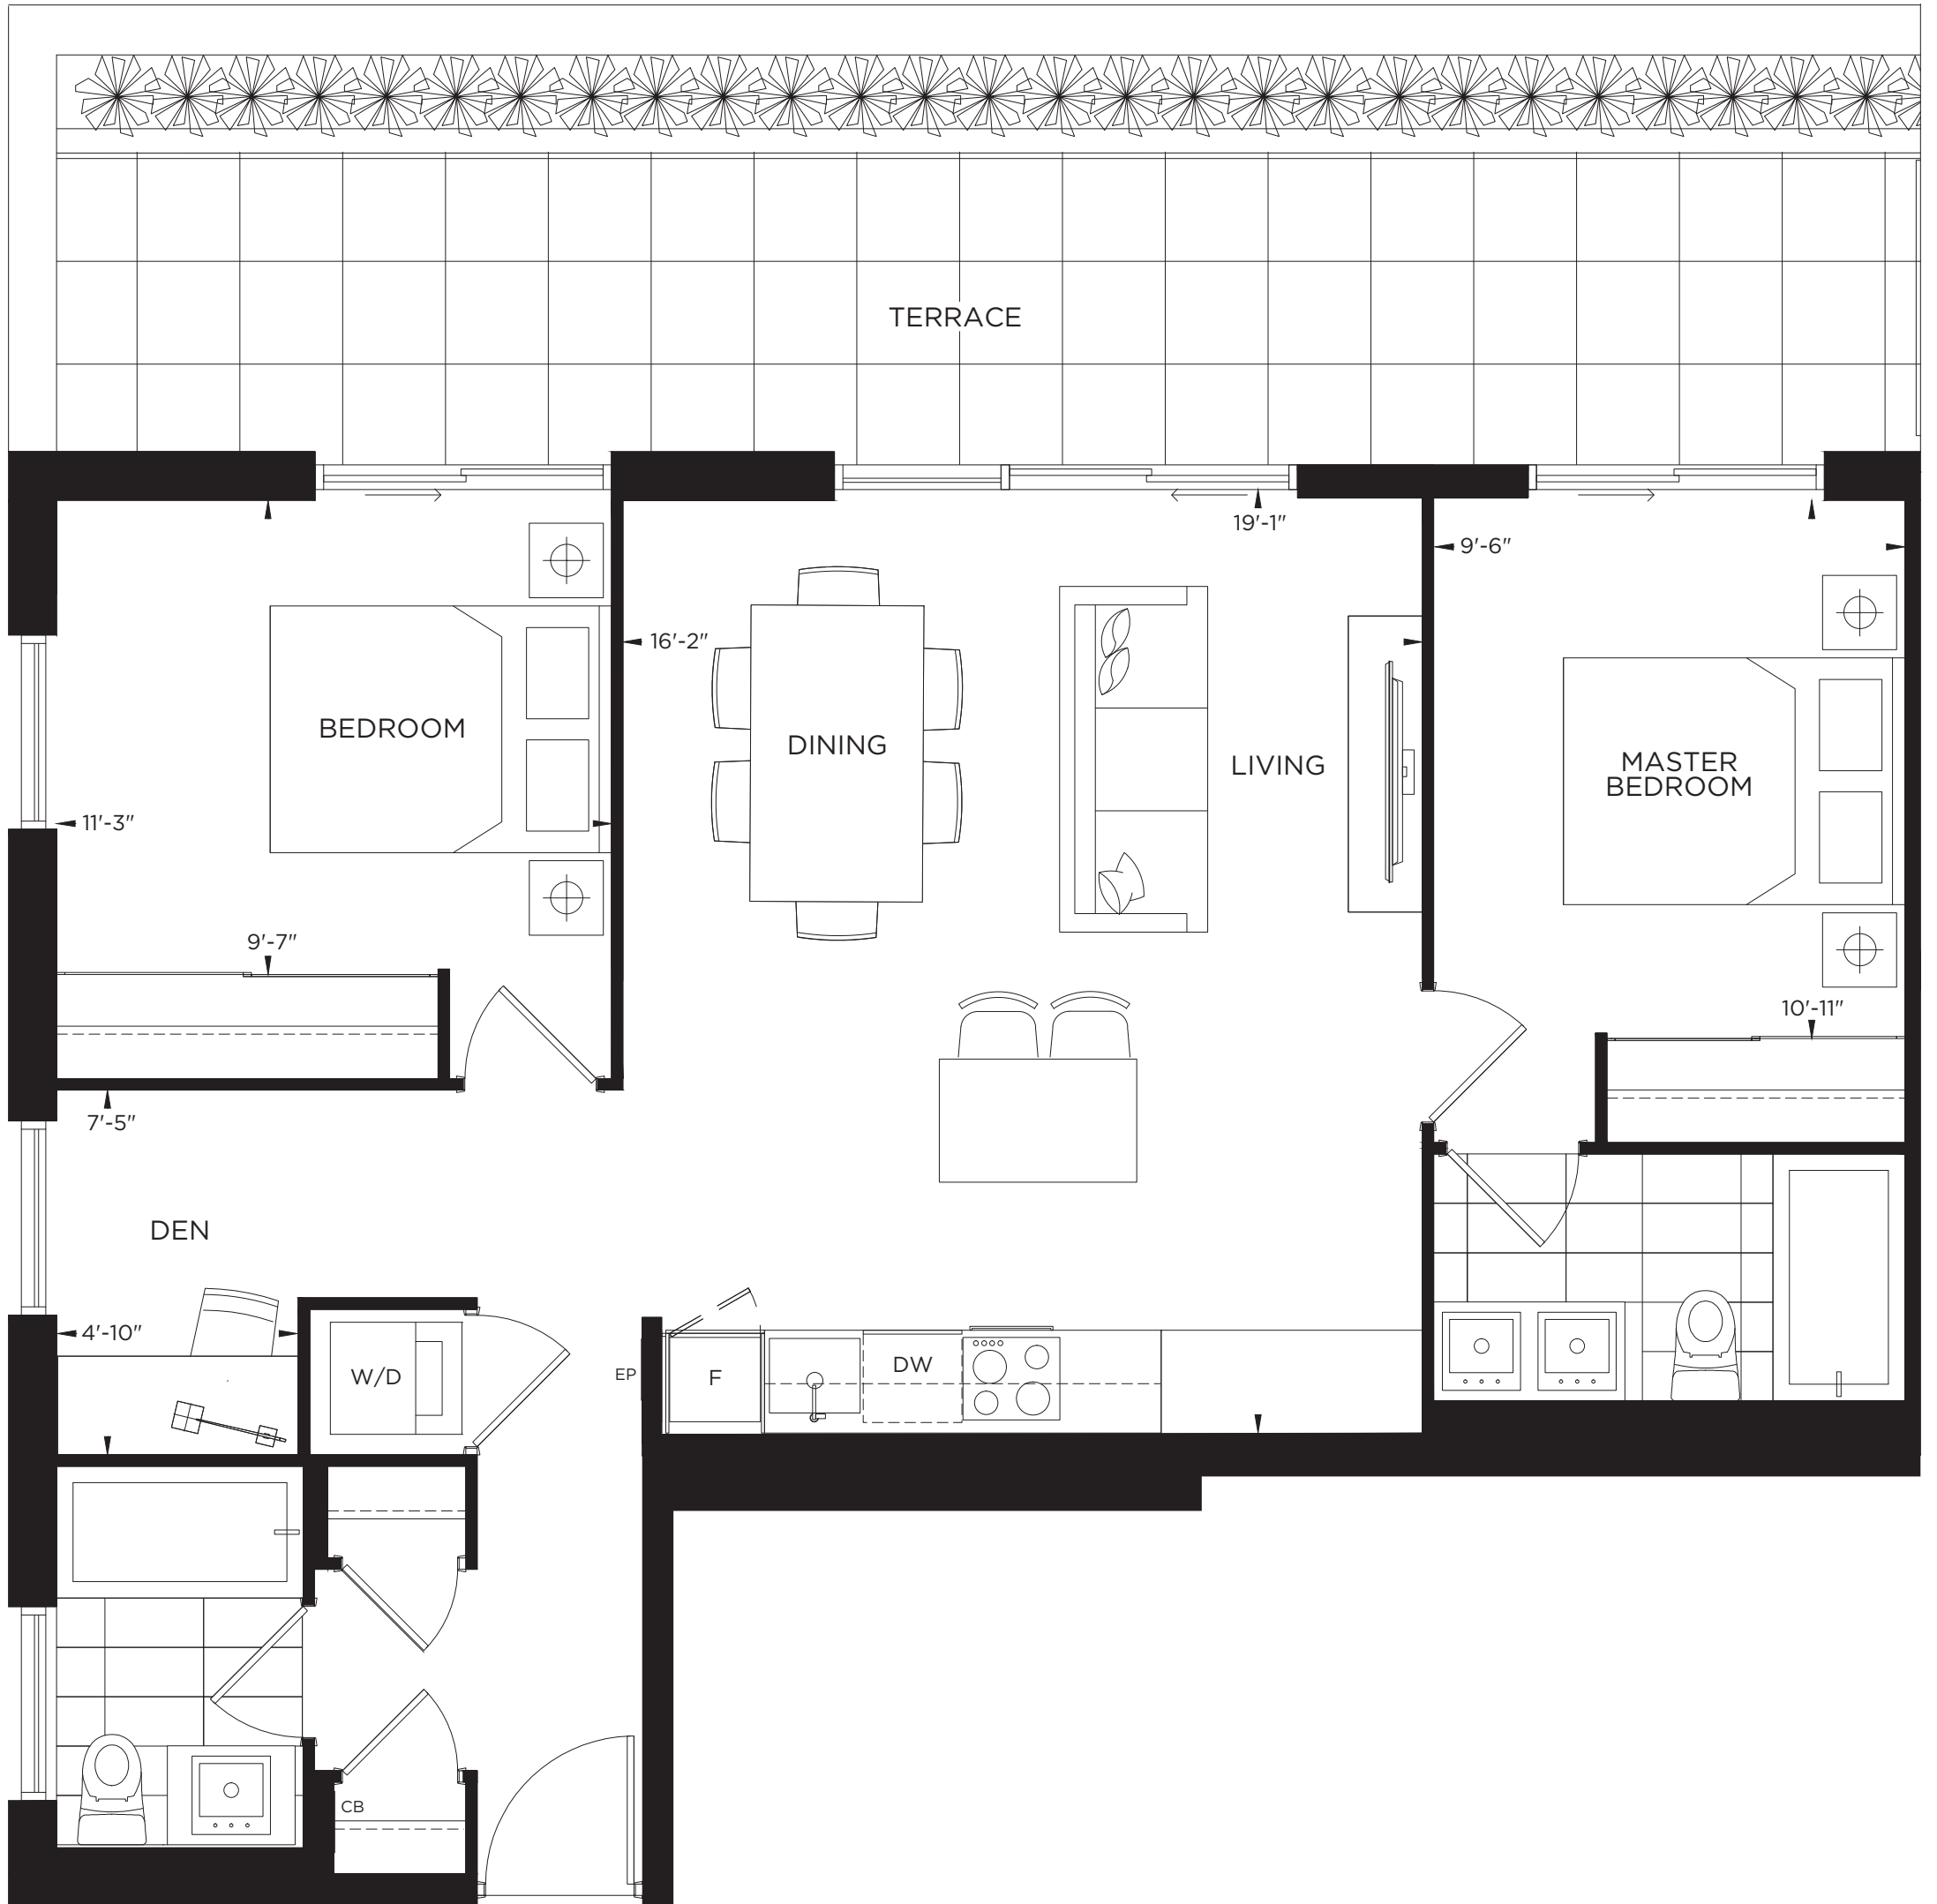 TERRACE
19'-1"
9'-6"
16'-2"
BEDROOM
DINING
LIVING
MASTER
BEDROOM
11'-3"
9'-7"
10'-11"
7'-5"
DEN
4'-10"
W/D
EP
F
DW
CB